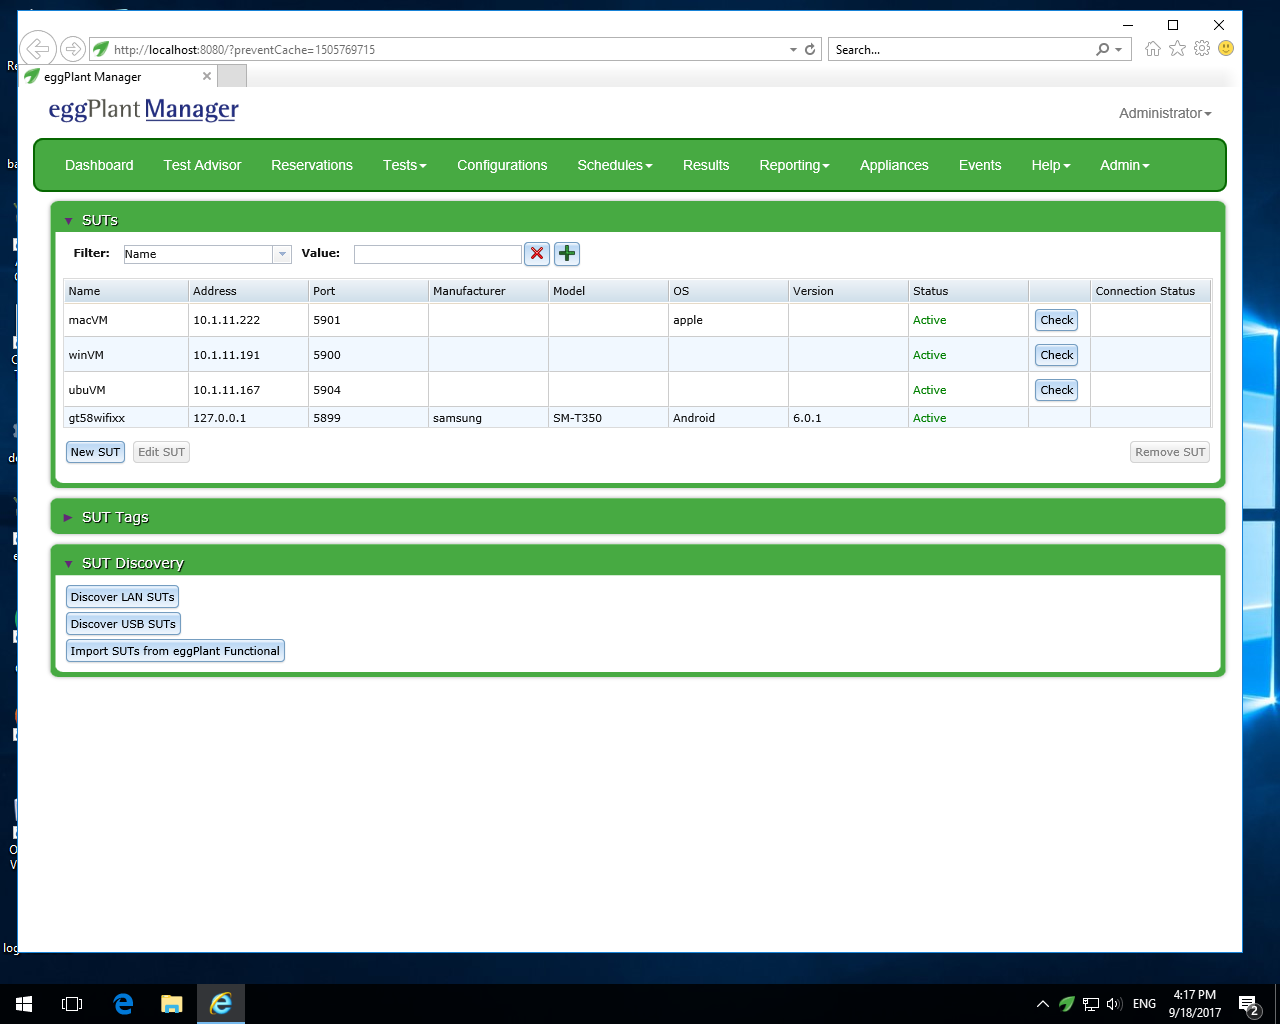 http://localhost:8080/?preventCache=1505769715
Search...
eggPlant Manager
eggPlant Manager
Administrator
Dashboard Test Advisor Reservations Tests Configurations Schedules Results Reporting Appliances Events Help Admin
SUTs
Filter: Name Value:
Name Address Port Manufacturer Model OS Version Status Connection Status
macVM 10.1.11.222 5901 apple Active Check
winVM 10.1.11.191 5900 Active Check
ubuVM 10.1.11.167 5904 Active Check
gt58wifixx 127.0.0.1 5899 samsung SM-T350 Android 6.0.1 Active
New SUT Edit SUT Remove SUT
SUT Tags
SUT Discovery
Discover LAN SUTs
Discover USB SUTs
Import SUTs from eggPlant Functional
ENG
4:17 PM
9/18/2017
2